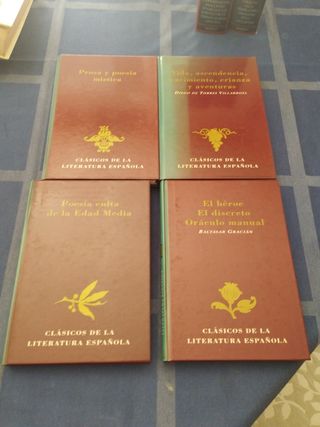 Prosa y poesía
mística
CLÁSICOS DE LA
LITERATURA ESPAÑOLA
Vida, ascendencia,
nacimiento, crianza
y aventuras
DIEGO DE TORRES VILLARROEL
CLÁSICOS DE LA
LITERATURA ESPAÑOLA
Poesía culta
de la Edad Media
CLÁSICOS DE LA
LITERATURA ESPAÑOLA
El héroe
El discreto
Oráculo manual
BALTASAR GRACIÁN
CLÁSICOS DE LA
LITERATURA ESPAÑOLA